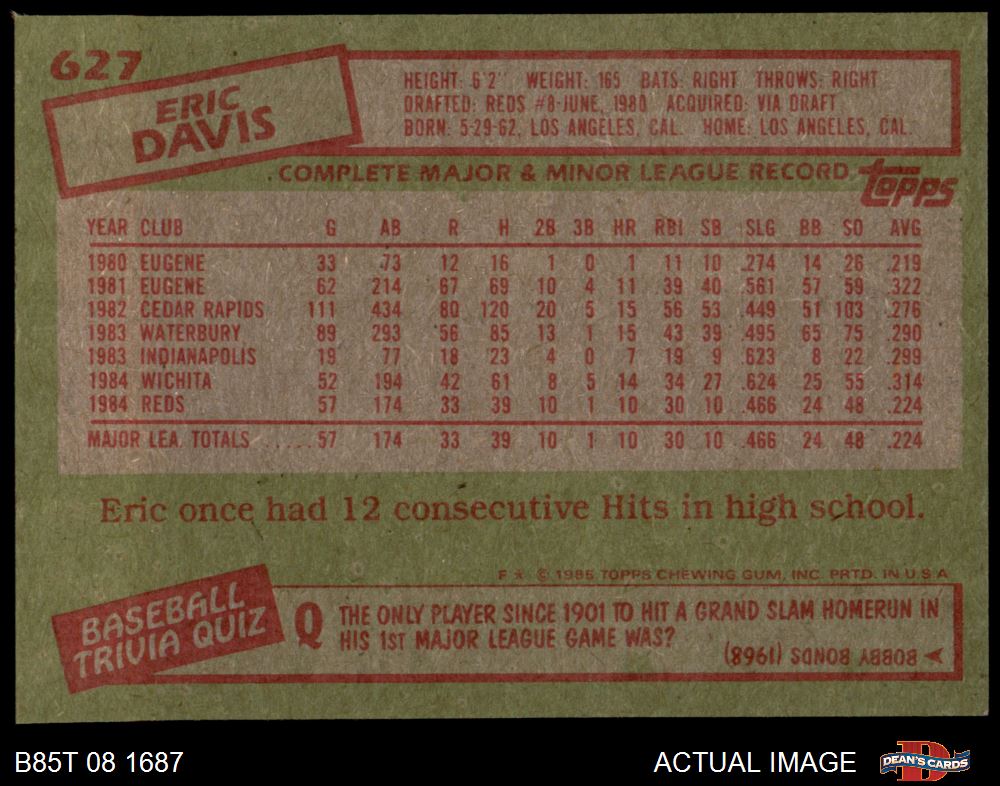 627
ERIC
DAVIS
HEIGHT: 6'2" WEIGHT: 165 BATS: RIGHT THROWS: RIGHT
DRAFTED: REDS #8-JUNE, 1980 ACQUIRED: VIA DRAFT
BORN: 5-29-62, LOS ANGELES, CAL. HOME: LOS ANGELES, CAL.
COMPLETE MAJOR & MINOR LEAGUE RECORD topps
YEAR CLUB G AB R H 2B 3B HR RBI SB SLG BB SO AVG
1980 EUGENE 33 73 12 16 1 0 1 11 10 .274 14 26 .219
1981 EUGENE 62 214 67 69 10 4 11 39 40 .561 57 59 .322
1982 CEDAR RAPIDS 111 434 80 120 20 5 15 56 53 .449 51 103 .276
1983 WATERBURY 89 293 56 85 13 1 15 43 39 .495 65 75 .290
1983 INDIANAPOLIS 19 77 18 23 4 0 7 19 9 .623 8 22 .299
1984 WICHITA 52 194 42 61 8 5 14 34 27 .624 25 55 .314
1984 REDS 57 174 33 39 10 1 10 30 10 .466 24 48 .224
MAJOR LEA. TOTALS ......57 174 33 39 10 1 10 30 10 .466 24 48 .224
Eric once had 12 consecutive Hits in high school.
F * © 1985 TOPPS CHEWING GUM, INC. PRTD. IN U.S.A.
BASEBALL
TRIVIA QUIZ
Q THE ONLY PLAYER SINCE 1901 TO HIT A GRAND SLAM HOMERUN IN
HIS 1ST MAJOR LEAGUE GAME WAS?
BOBBY BONDS (1968)
B85T 08 1687 ACTUAL IMAGE D DEAN'S CARDS